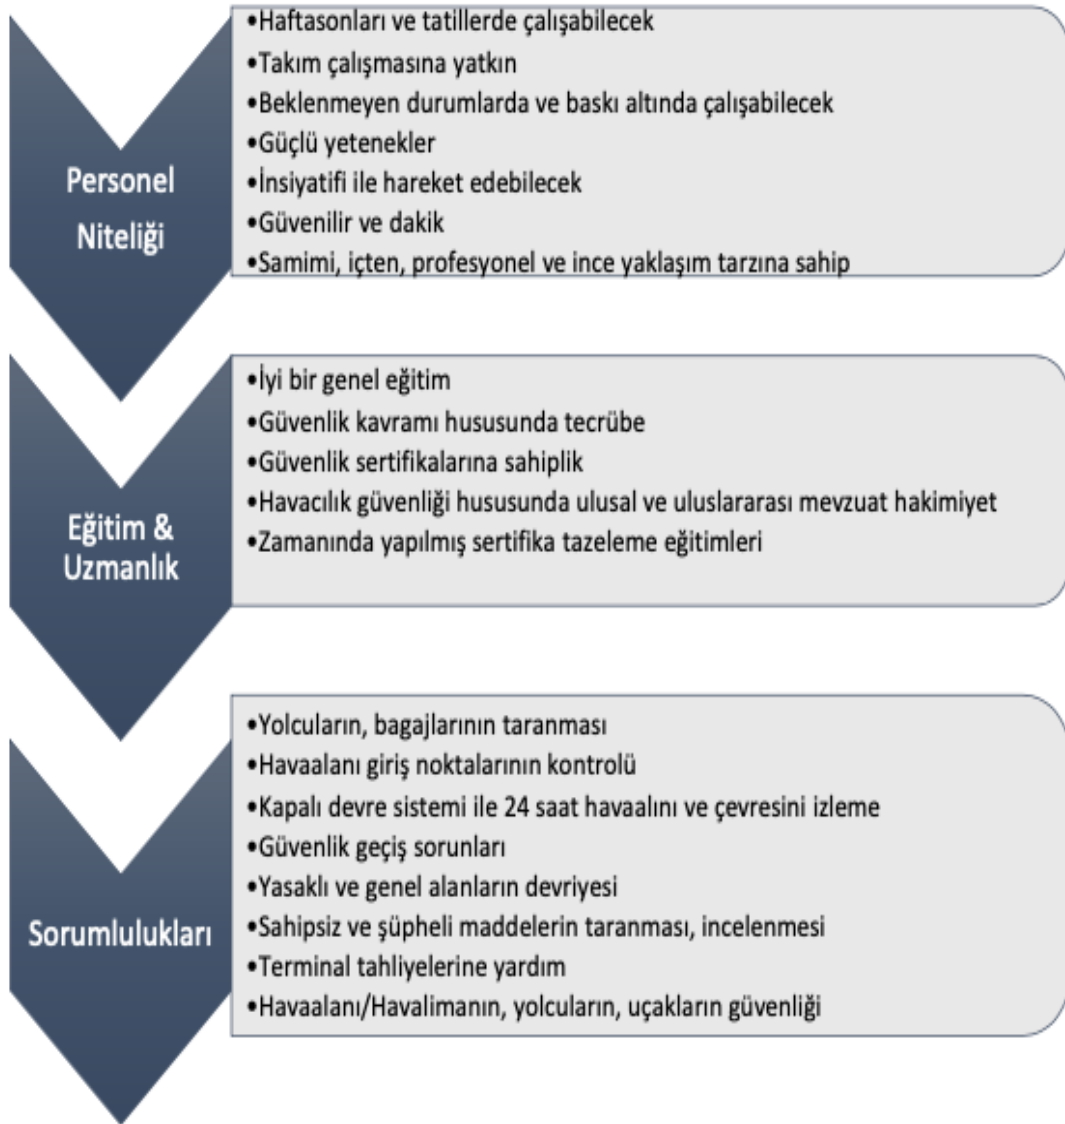 Personel
Niteliği
•Haftasonları ve tatillerde çalışabilecek
•Takım çalışmasına yatkın
•Beklenmeyen durumlarda ve baskı altında çalışabilecek
•Güçlü yetenekler
•İnsiyatifi ile hareket edebilecek
•Güvenilir ve dakik
•Samimi, içten, profesyonel ve ince yaklaşım tarzına sahip
Eğitim &
Uzmanlık
•İyi bir genel eğitim
•Güvenlik kavramı hususunda tecrübe
•Güvenlik sertifikalarına sahiplik
•Havacılık güvenliği hususunda ulusal ve uluslararası mevzuat hakimiyet
•Zamanında yapılmış sertifika tazeleme eğitimleri
Sorumlulukları
•Yolcuların, bagajlarının taranması
•Havaalanı giriş noktalarının kontrolü
•Kapalı devre sistemi ile 24 saat havaalını ve çevresini izleme
•Güvenlik geçiş sorunları
•Yasaklı ve genel alanların devriyesi
•Sahipsiz ve şüpheli maddelerin taranması, incelenmesi
•Terminal tahliyelerine yardım
•Havaalanı/Havalimanın, yolcuların, uçakların güvenliği